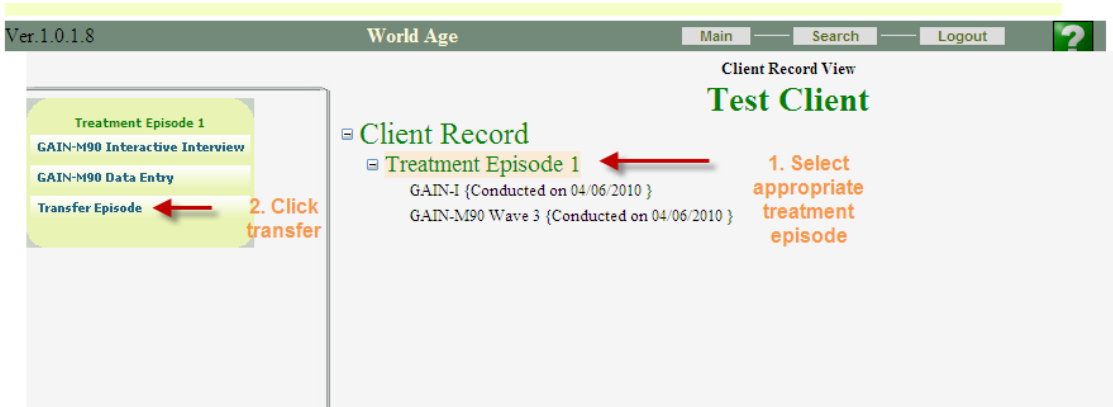 Ver.1.0.1.8 World Age Main Search Logout ?
Client Record View
Test Client
Treatment Episode 1
GAIN-M90 Interactive Interview
GAIN-M90 Data Entry
Transfer Episode
2. Click
transfer
Client Record
Treatment Episode 1
GAIN-I {Conducted on 04/06/2010 }
GAIN-M90 Wave 3 {Conducted on 04/06/2010 }
1. Select
appropriate
treatment
episode